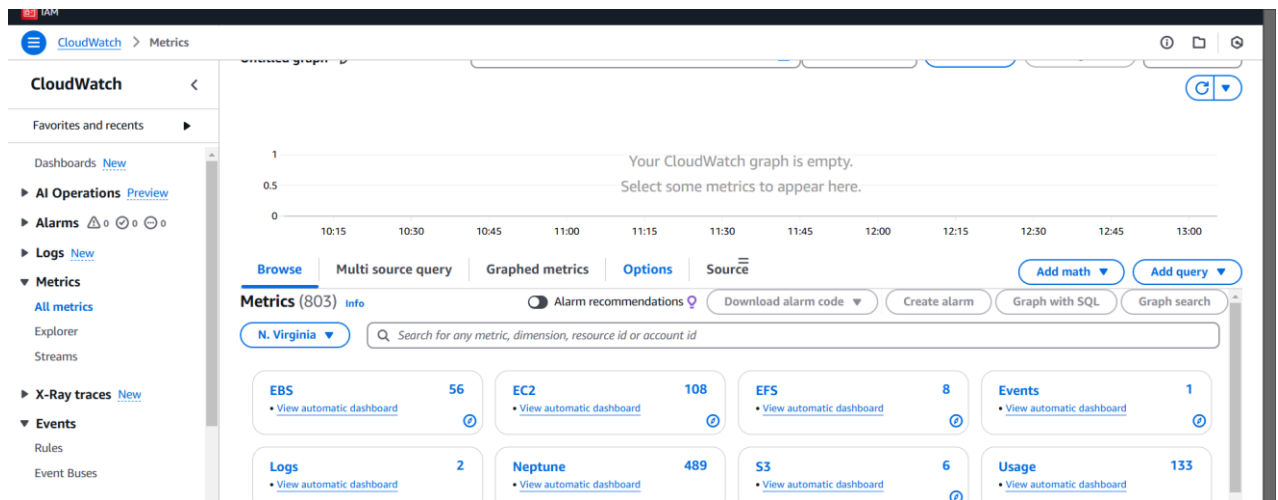 IAM
CloudWatch > Metrics
CloudWatch
Favorites and recents
Dashboards New
AI Operations Preview
Alarms 0 0 0
Logs New
Metrics
All metrics
Explorer
Streams
X-Ray traces New
Events
Rules
Event Buses
Untitled graph
1
0.5
0
Your CloudWatch graph is empty.
Select some metrics to appear here.
10:15 10:30 10:45 11:00 11:15 11:30 11:45 12:00 12:15 12:30 12:45 13:00
Browse Multi source query Graphed metrics Options Source Add math Add query
Metrics (803) Info Alarm recommendations Download alarm code Create alarm Graph with SQL Graph search
N. Virginia Search for any metric, dimension, resource id or account id
EBS 56
• View automatic dashboard
EC2 108
• View automatic dashboard
EFS 8
• View automatic dashboard
Events 1
• View automatic dashboard
Logs 2
• View automatic dashboard
Neptune 489
• View automatic dashboard
S3 6
• View automatic dashboard
Usage 133
• View automatic dashboard